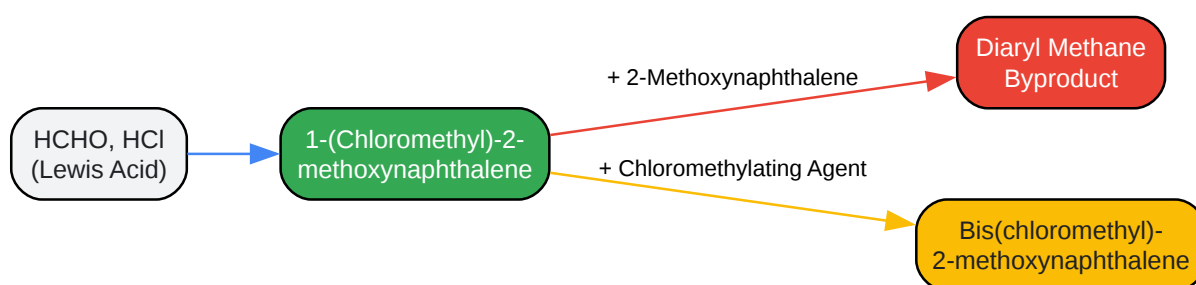 HCHO, HCl
(Lewis Acid)
1-(Chloromethyl)-2-
methoxynaphthalene
+ 2-Methoxynaphthalene
Diaryl Methane
Byproduct
+ Chloromethylating Agent
Bis(chloromethyl)-
2-methoxynaphthalene